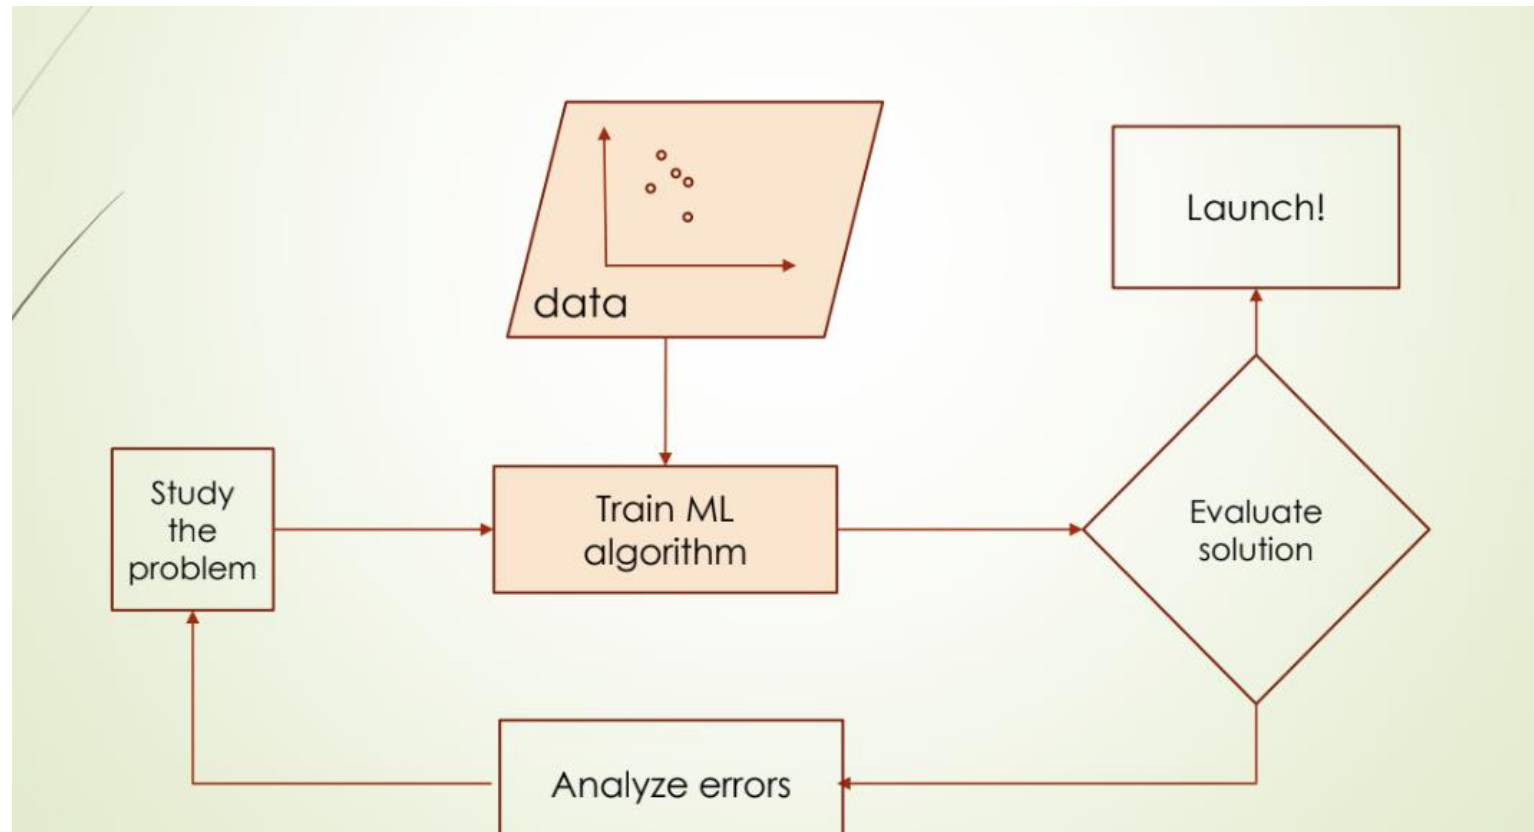 data
Launch!
Study
the
problem
Train ML
algorithm
Evaluate
solution
Analyze errors